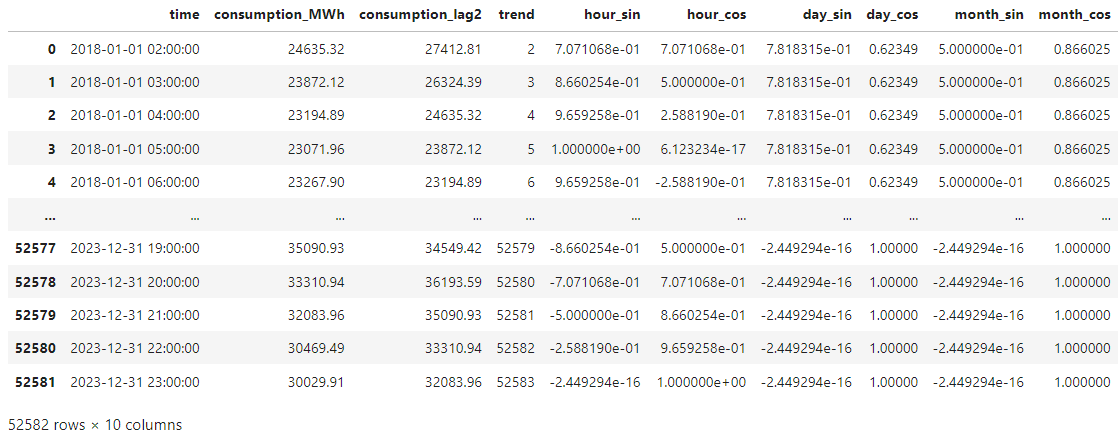 time consumption_MWh consumption_lag2 trend hour_sin hour_cos day_sin day_cos month_sin month_cos
0 2018-01-01 02:00:00 24635.32 27412.81 2 7.071068e-01 7.071068e-01 7.818315e-01 0.62349 5.000000e-01 0.866025
1 2018-01-01 03:00:00 23872.12 26324.39 3 8.660254e-01 5.000000e-01 7.818315e-01 0.62349 5.000000e-01 0.866025
2 2018-01-01 04:00:00 23194.89 24635.32 4 9.659258e-01 2.588190e-01 7.818315e-01 0.62349 5.000000e-01 0.866025
3 2018-01-01 05:00:00 23071.96 23872.12 5 1.000000e+00 6.123234e-17 7.818315e-01 0.62349 5.000000e-01 0.866025
4 2018-01-01 06:00:00 23267.90 23194.89 6 9.659258e-01 -2.588190e-01 7.818315e-01 0.62349 5.000000e-01 0.866025
... ... ... ... ... ... ... ... ... ... ...
52577 2023-12-31 19:00:00 35090.93 34549.42 52579 -8.660254e-01 5.000000e-01 -2.449294e-16 1.00000 -2.449294e-16 1.000000
52578 2023-12-31 20:00:00 33310.94 36193.59 52580 -7.071068e-01 7.071068e-01 -2.449294e-16 1.00000 -2.449294e-16 1.000000
52579 2023-12-31 21:00:00 32083.96 35090.93 52581 -5.000000e-01 8.660254e-01 -2.449294e-16 1.00000 -2.449294e-16 1.000000
52580 2023-12-31 22:00:00 30469.49 33310.94 52582 -2.588190e-01 9.659258e-01 -2.449294e-16 1.00000 -2.449294e-16 1.000000
52581 2023-12-31 23:00:00 30029.91 32083.96 52583 -2.449294e-16 1.000000e+00 -2.449294e-16 1.00000 -2.449294e-16 1.000000
52582 rows × 10 columns